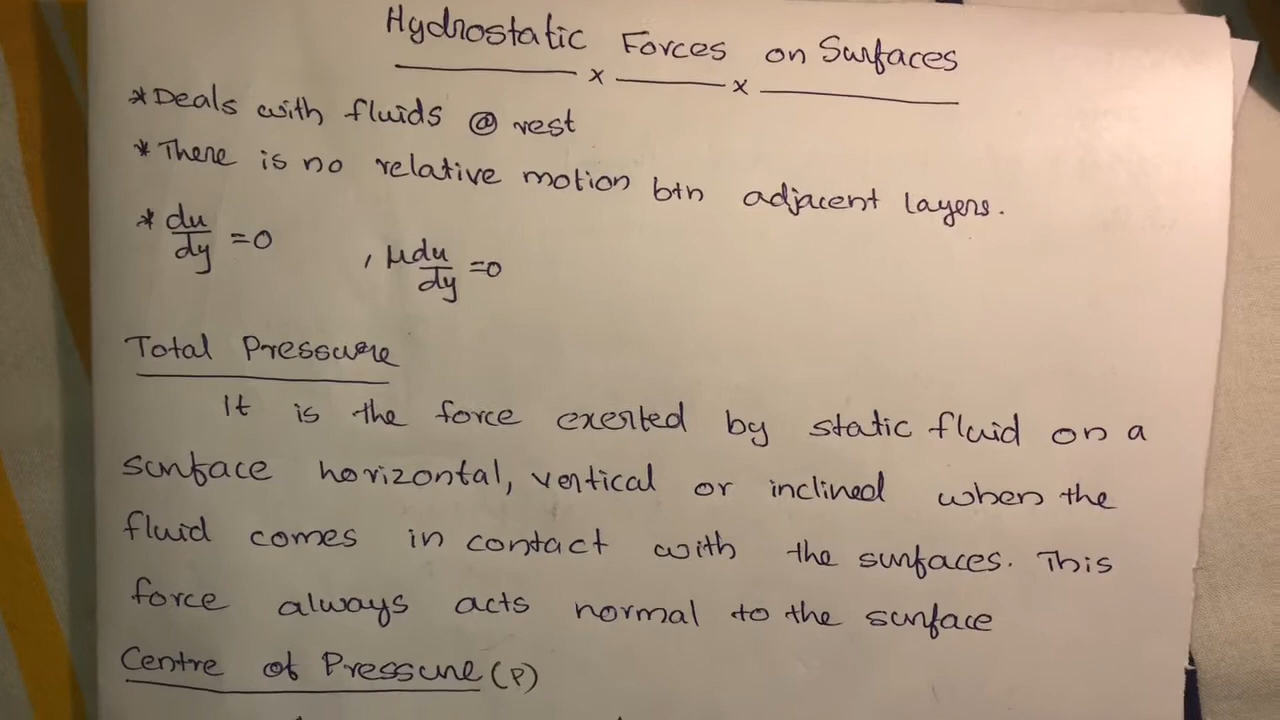 Hydrostatic Forces on Surfaces
x x
*Deals with fluids @ rest
*There is no relative motion btn adjacent layers.
* du/dy =0 , μdu/dy =0
Total Pressure
It is the force exerted by static fluid on a
surface horizontal, vertical or inclined when the
fluid comes in contact with the surfaces. This
force always acts normal to the surface
Centre of Pressure (P)